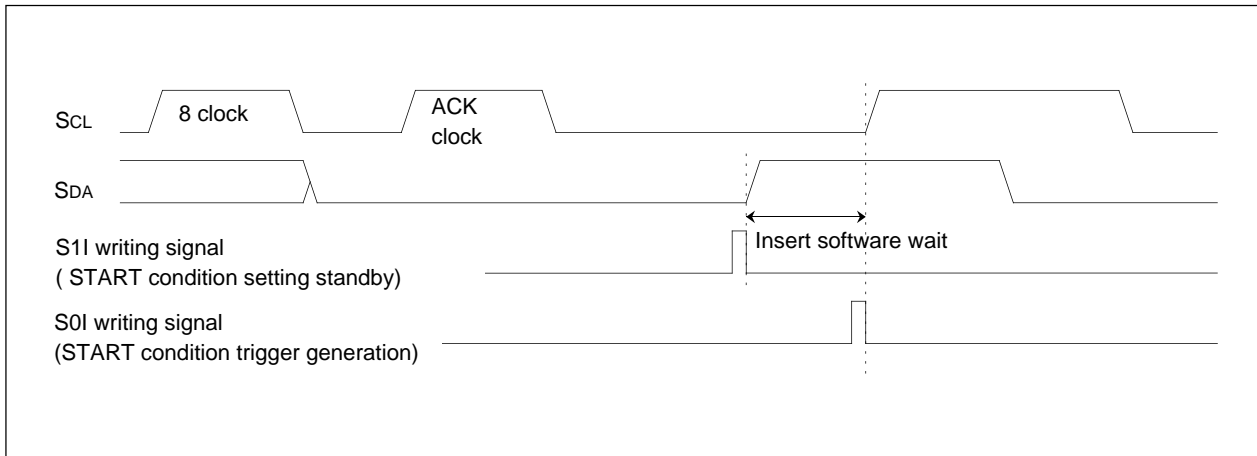 SCL
8 clock
ACK
clock
SDA
Insert software wait
S1I writing signal
( START condition setting standby)
S0I writing signal
(START condition trigger generation)